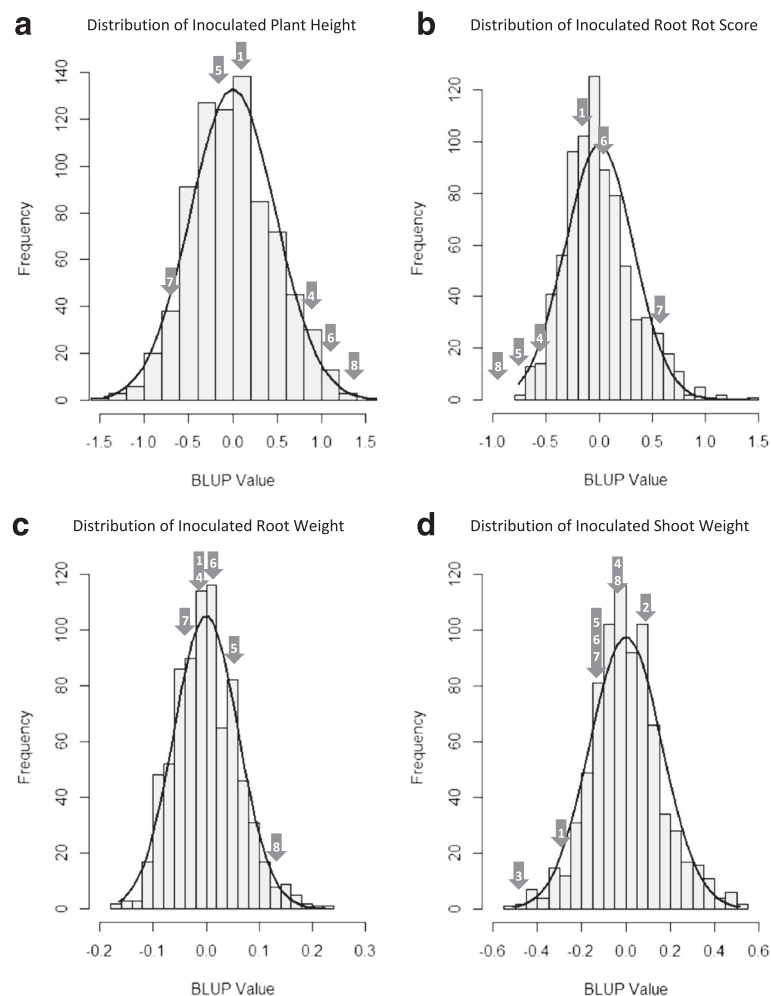 a
Distribution of Inoculated Plant Height
Frequency
140
120
100
80
60
40
20
0
5
1
7
4
6
8
-1.5 -1.0 -0.5 0.0 0.5 1.0 1.5
BLUP Value
b
Distribution of Inoculated Root Rot Score
Frequency
120
100
80
60
40
20
0
1
6
7
4
5
8
-1.0 -0.5 0.0 0.5 1.0 1.5
BLUP Value
c
Distribution of Inoculated Root Weight
Frequency
120
100
80
60
40
20
0
1
4
6
7
5
8
-0.2 -0.1 0.0 0.1 0.2 0.3
BLUP Value
d
Distribution of Inoculated Shoot Weight
Frequency
120
100
80
60
40
20
0
4
8
5
6
7
2
1
3
-0.6 -0.4 -0.2 0.0 0.2 0.4 0.6
BLUP Value